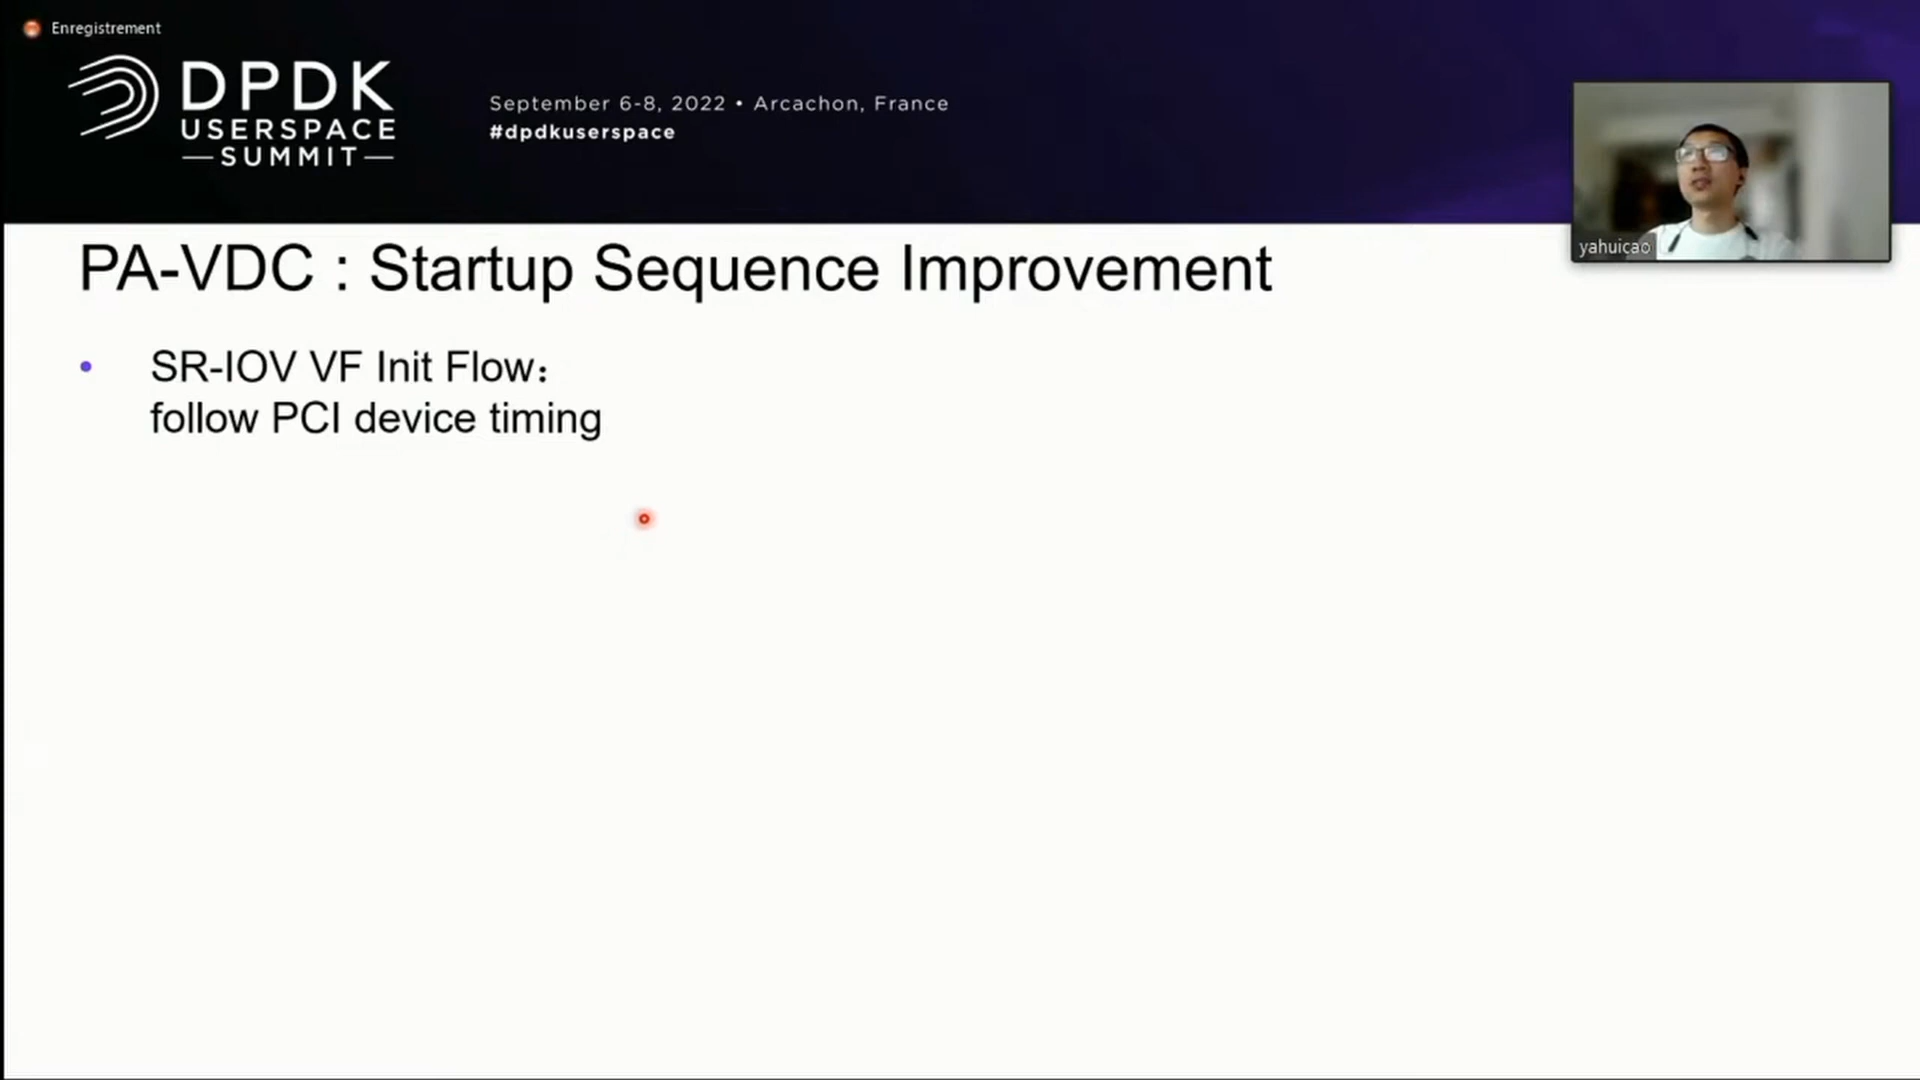 Enregistrement
DPDK
USERSPACE
SUMMIT
September 6-8, 2022 • Arcachon, France
#dpdkuserspace
yahuicao
PA-VDC : Startup Sequence Improvement
• SR-IOV VF Init Flow：
follow PCI device timing